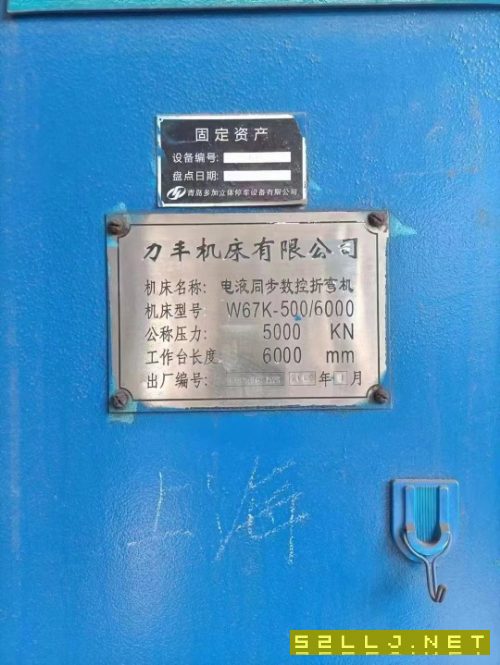 固定资产
设备编号:
盘点日期:
青岛多加立体停车设备有限公司
力丰机床有限公司
机床名称: 电液同步数控折弯机
机床型号: W67K-500/6000
公称压力: 5000 KN
工作台长度: 6000 mm
出厂编号: 年 月
上海
52LLJ.NET